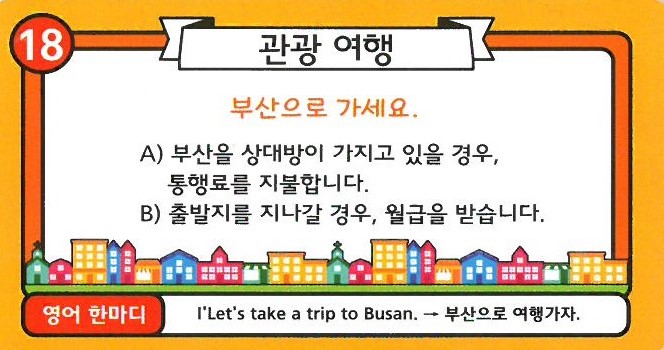 18
관광 여행
부산으로 가세요.
A) 부산을 상대방이 가지고 있을 경우,
통행료를 지불합니다.
B) 출발지를 지나갈 경우, 월급을 받습니다.
영어 한마디
I'Let's take a trip to Busan. → 부산으로 여행가자.